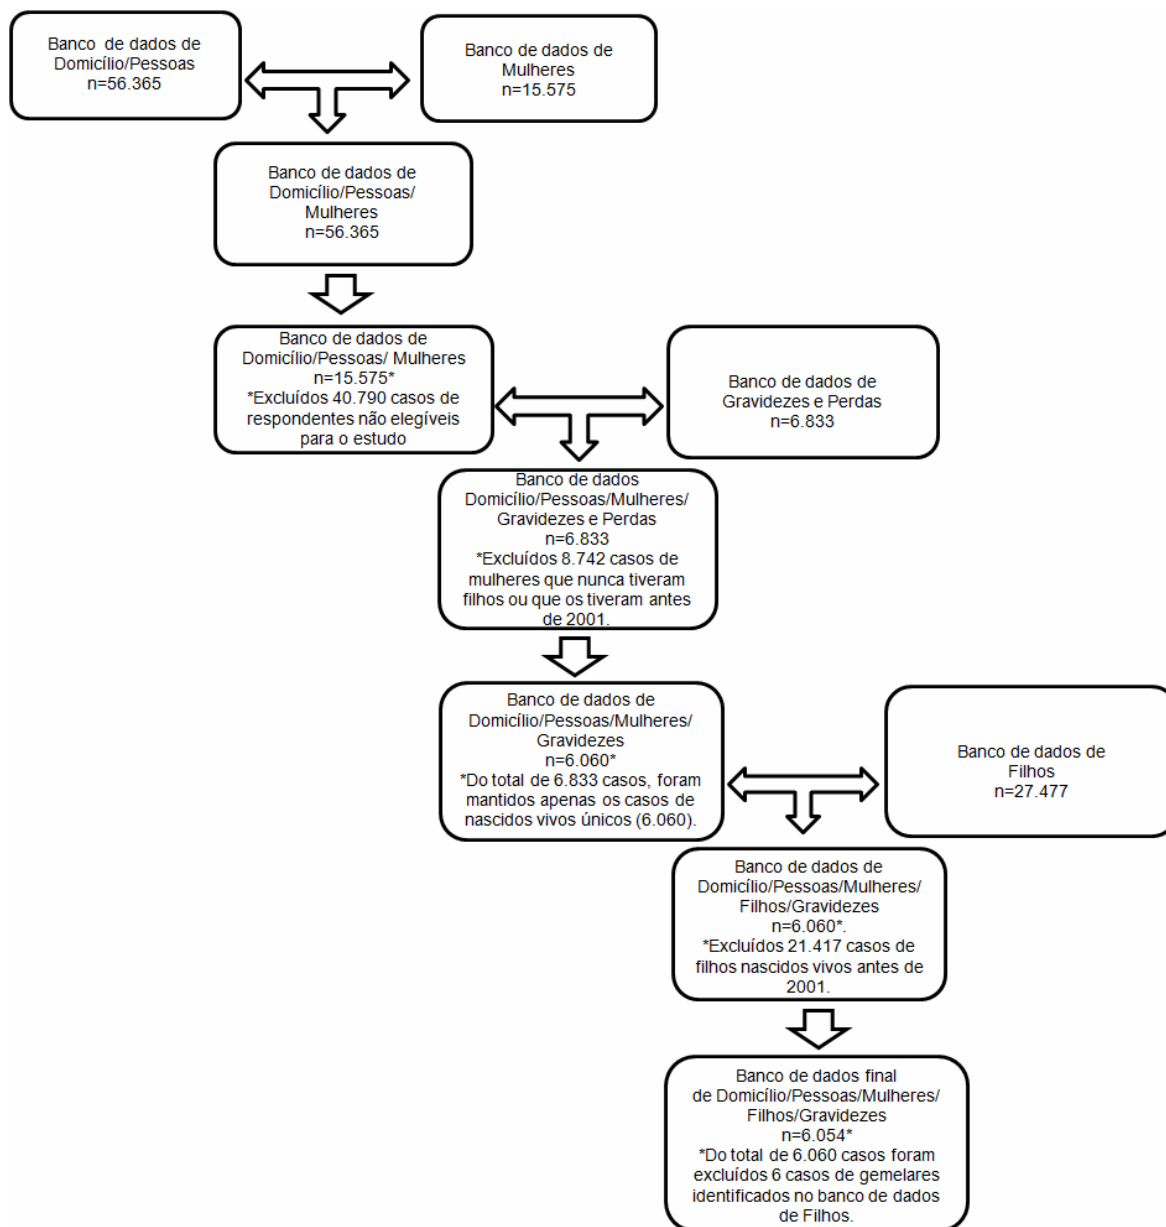 Banco de dados de
Domicílio/Pessoas
n=56.365
Banco de dados de
Mulheres
n=15.575
Banco de dados de
Domicílio/Pessoas/
Mulheres
n=56.365
Banco de dados de
Domicílio/Pessoas/ Mulheres
n=15.575*
*Excluídos 40.790 casos de
respondentes não elegíveis
para o estudo
Banco de dados de
Gravidezes e Perdas
n=6.833
Banco de dados
Domicílio/Pessoas/Mulheres/
Gravidezes e Perdas
n=6.833
*Excluídos 8.742 casos de
mulheres que nunca tiveram
filhos ou que os tiveram antes
de 2001.
Banco de dados de
Domicílio/Pessoas/Mulheres/
Gravidezes
n=6.060*
*Do total de 6.833 casos, foram
mantidos apenas os casos de
nascidos vivos únicos (6.060).
Banco de dados de
Filhos
n=27.477
Banco de dados de
Domicílio/Pessoas/Mulheres/
Filhos/Gravidezes
n=6.060*.
*Excluídos 21.417 casos de
filhos nascidos vivos antes de
2001.
Banco de dados final
de Domicílio/Pessoas/Mulheres/
Filhos/Gravidezes
n=6.054*
*Do total de 6.060 casos foram
excluídos 6 casos de gemelares
identificados no banco de dados
de Filhos.